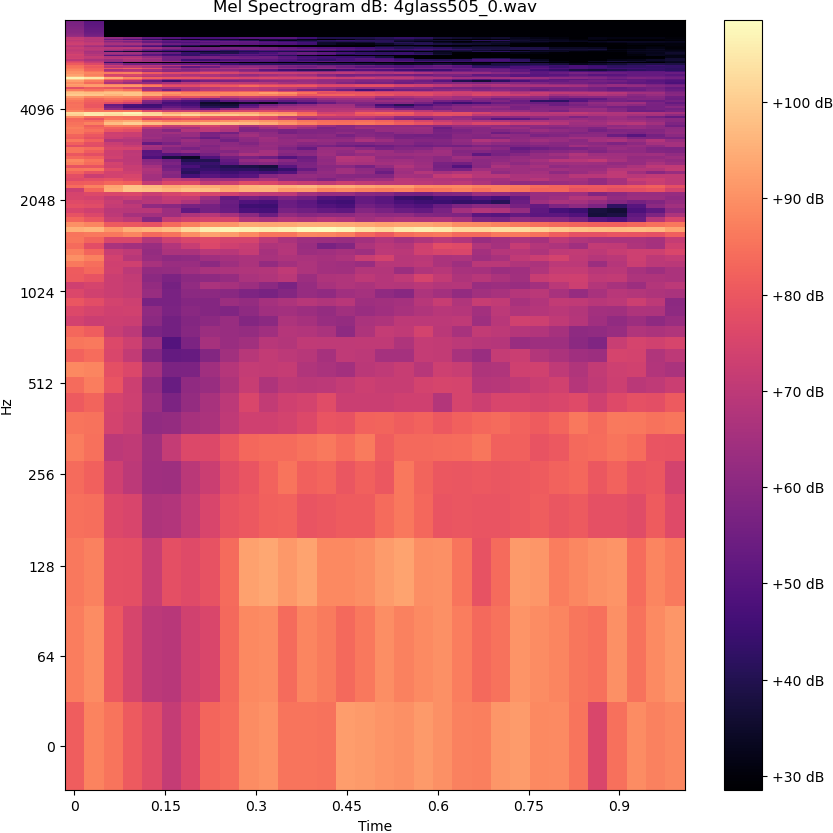 Mel Spectrogram dB: 4glass505_0.wav
Hz
4096
2048
1024
512
256
128
64
0
0 0.15 0.3 0.45 0.6 0.75 0.9
Time
+100 dB
+90 dB
+80 dB
+70 dB
+60 dB
+50 dB
+40 dB
+30 dB